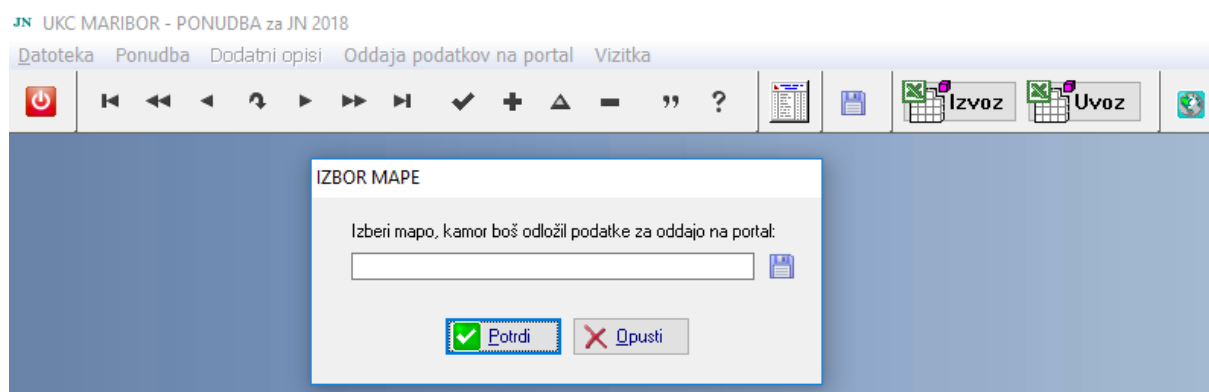 JN UKC MARIBOR - PONUDBA za JN 2018
Datoteka Ponudba Dodatni opisi Oddaja podatkov na portal Vizitka
Izvoz Uvoz
IZBOR MAPE
Izberi mapo, kamor boš odložil podatke za oddajo na portal:
Potrdi Opusti